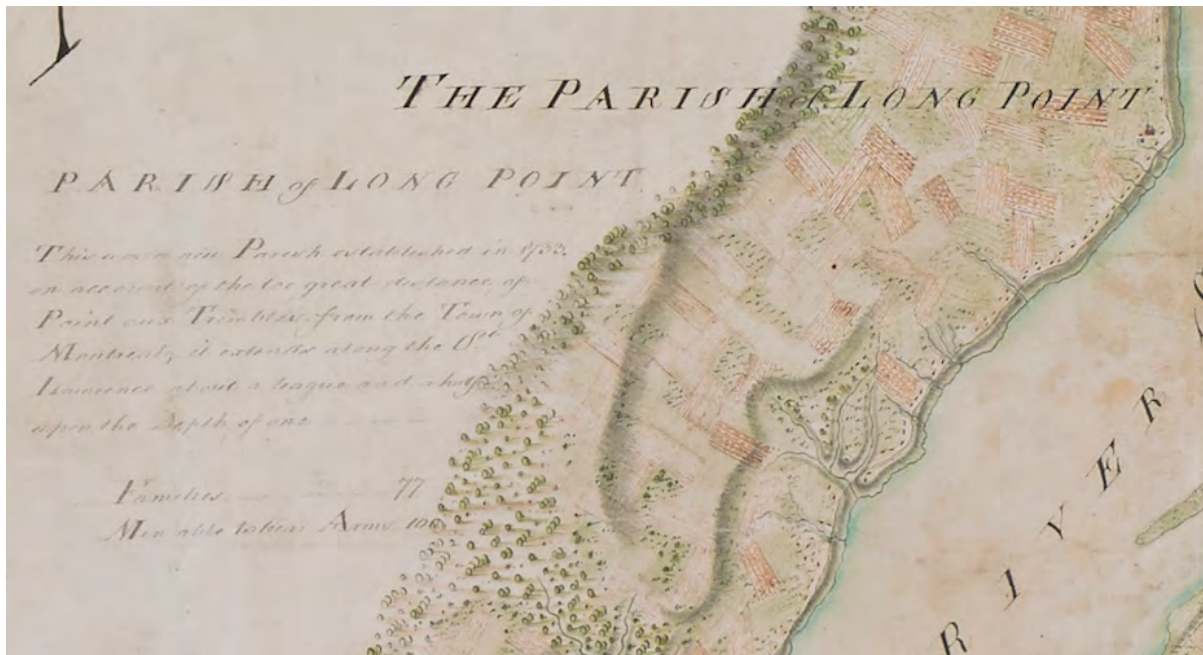 THE PARISH of LONG POINT
PARISH of LONG POINT
This is a new Parish established in 1733.
on account of the too great distance of
Point aux Trembles from the Town of
Montreal, it extends along the St.
Lawrence about a league and a half
upon the Depth of one
Families 77
Men able to bear Arms 106
RIVER